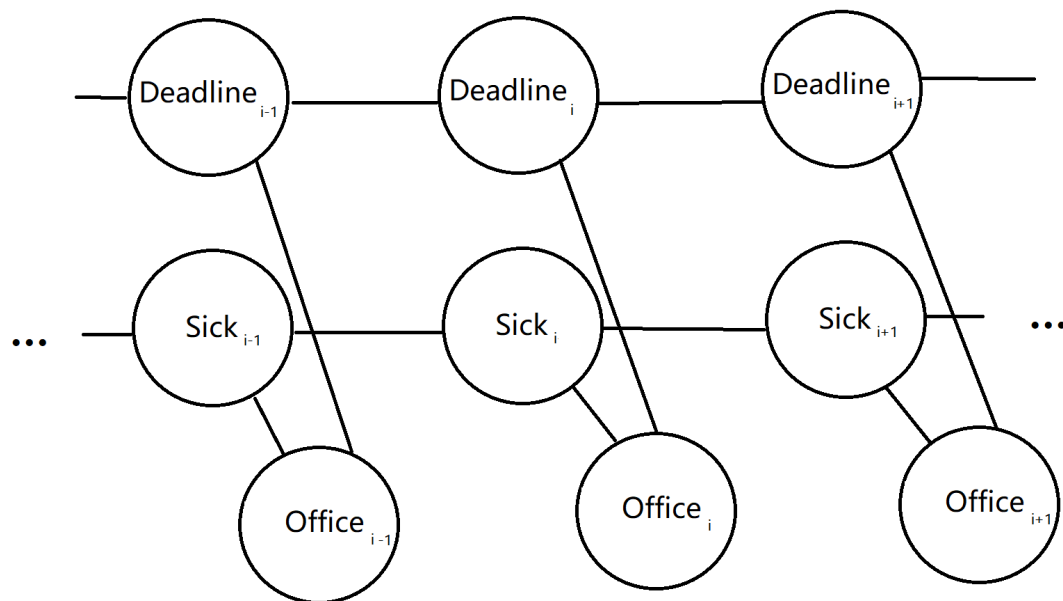 Deadline i-1
Deadline i
Deadline i+1
... Sick i-1
Sick i
Sick i+1 ...
Office i-1
Office i
Office i+1